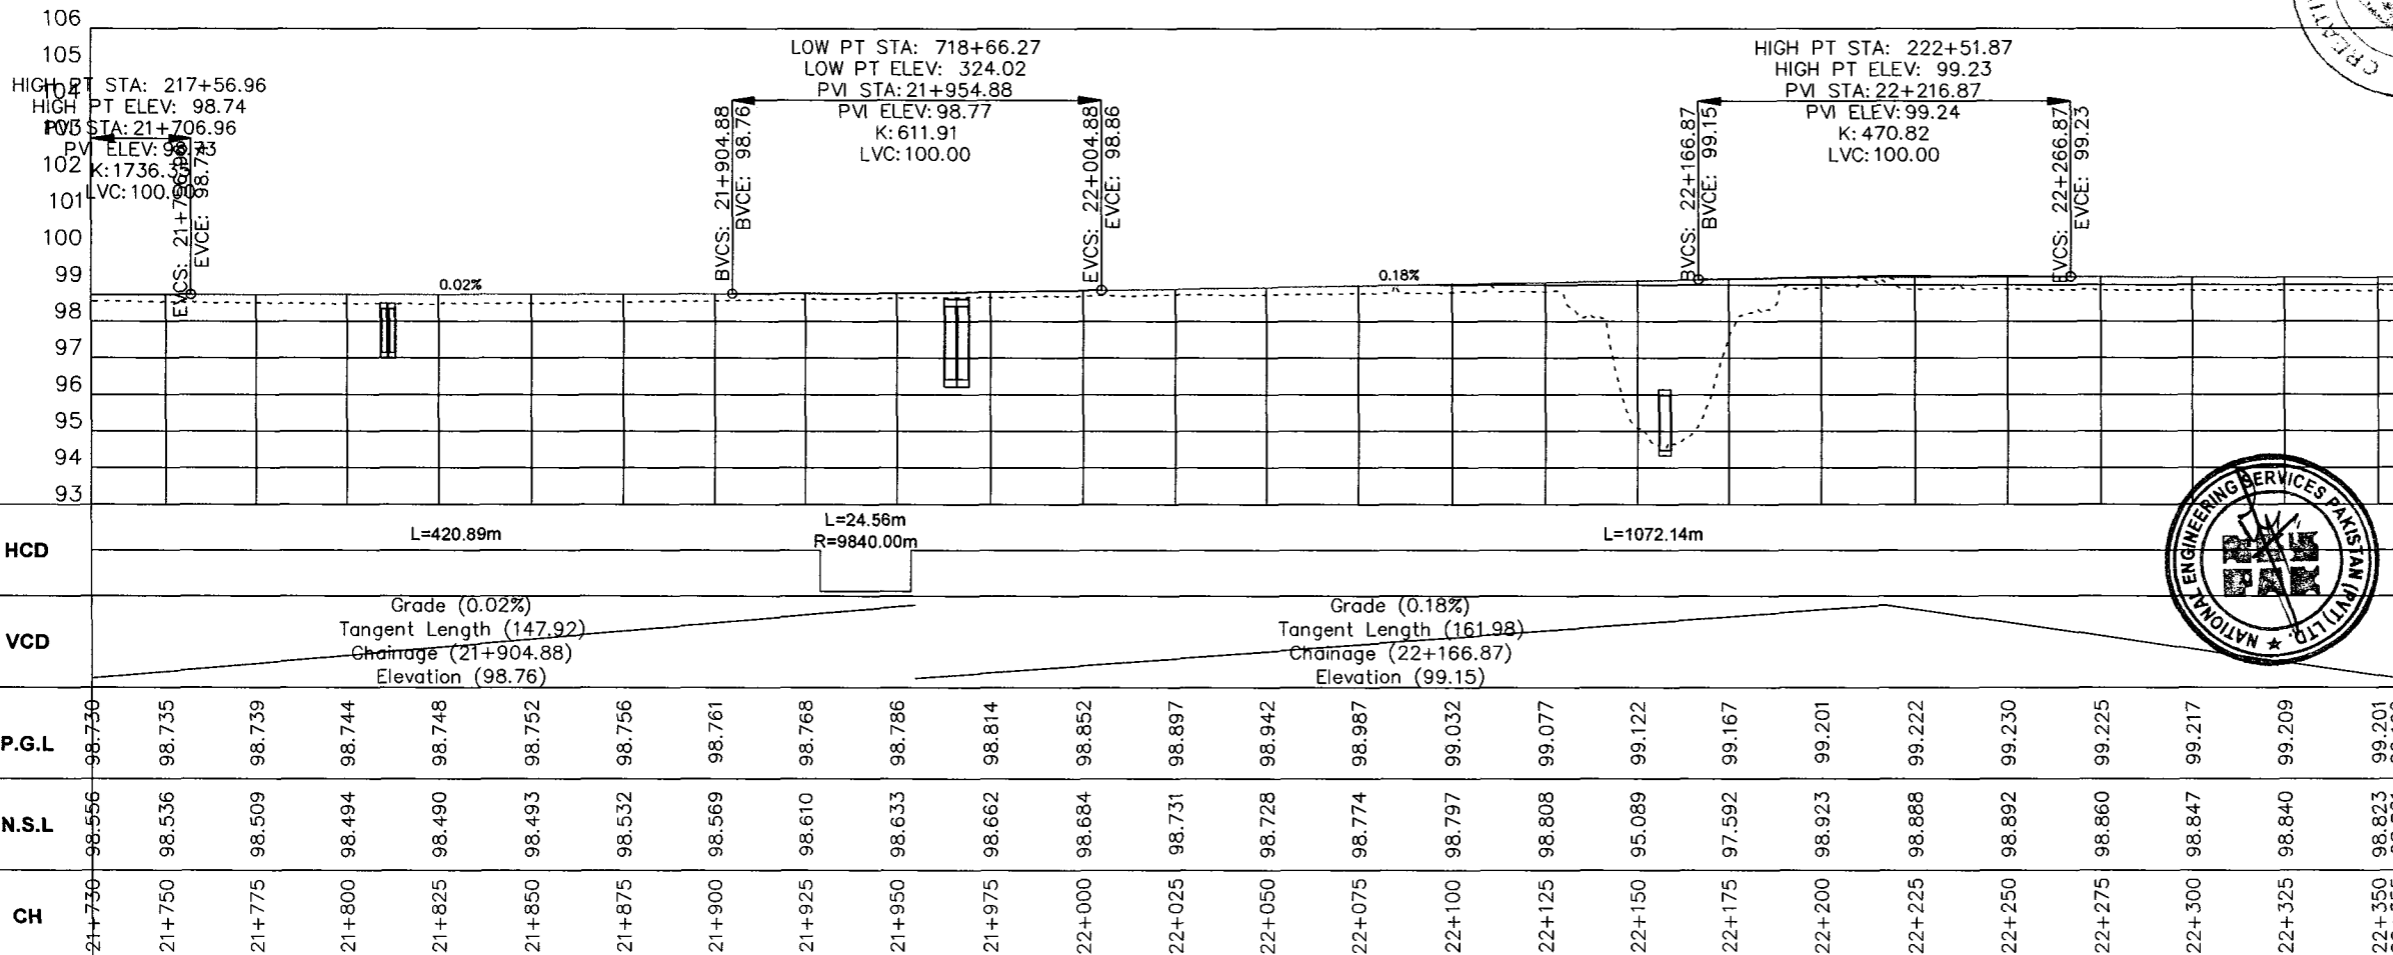 106
105
104
103
102
101
100
99
98
97
96
95
94
93
HIGH PT STA: 217+56.96
HIGH PT ELEV: 98.74
PVI STA: 21+706.96
PVI ELEV: 98.73
LVC: 100.00
EVCE: 98.74
LOW PT STA: 718+66.27
LOW PT ELEV: 324.02
PVI STA: 21+954.88
PVI ELEV: 98.77
K: 611.91
LVC: 100.00
BVCS: 21+904.88
BVCE: 98.76
EVCS: 22+004.88
EVCE: 98.86
HIGH PT STA: 222+51.87
HIGH PT ELEV: 99.23
PVI STA: 22+216.87
PVI ELEV: 99.24
K: 470.82
LVC: 100.00
BVCS: 22+166.87
BVCE: 99.15
EVCS: 22+266.87
EVCE: 99.23
0.02%
0.18%
HCD
L=420.89m
L=24.56m
R=9840.00m
L=1072.14m
VCD
Grade (0.02%)
Tangent Length (147.92)
Chainage (21+904.88)
Elevation (98.76)
Grade (0.18%)
Tangent Length (161.98)
Chainage (22+166.87)
Elevation (99.15)
P.G.L 98.730 98.735 98.739 98.744 98.748 98.752 98.756 98.761 98.768 98.786 98.814 98.852 98.897 98.942 98.987 99.032 99.077 99.122 99.167 99.201 99.222 99.230 99.225 99.217 99.209 99.201
N.S.L 98.556 98.536 98.509 98.494 98.490 98.493 98.532 98.569 98.610 98.633 98.662 98.684 98.731 98.728 98.774 98.797 98.808 95.089 97.592 98.923 98.888 98.892 98.860 98.847 98.840 98.823
CH 21+730 21+750 21+775 21+800 21+825 21+850 21+875 21+900 21+925 21+950 21+975 22+000 22+025 22+050 22+075 22+100 22+125 22+150 22+175 22+200 22+225 22+250 22+275 22+300 22+325 22+350
NATIONAL ENGINEERING SERVICES PAKISTAN (PVT) LTD.